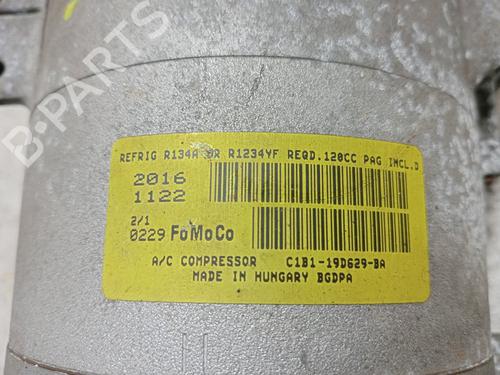 B-PARTS
REFRIG R134A OR R1234YF REQD.120CC PAG INCL.D
2016
1122
2/1
0229 FoMoCo
A/C COMPRESSOR C1B1-19D629-BA
MADE IN HUNGARY BGDPA